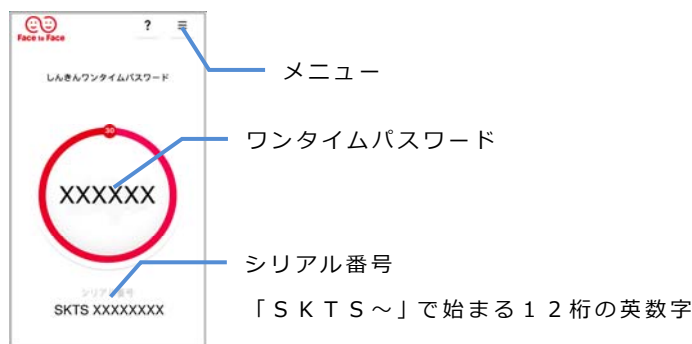 Face to Face
?
メニュー
しんきんワンタイムパスワード
30
ワンタイムパスワード
XXXXXX
シリアル番号
シリアル番号
SKTS XXXXXXXX
「ＳＫＴＳ～」で始まる１２桁の英数字